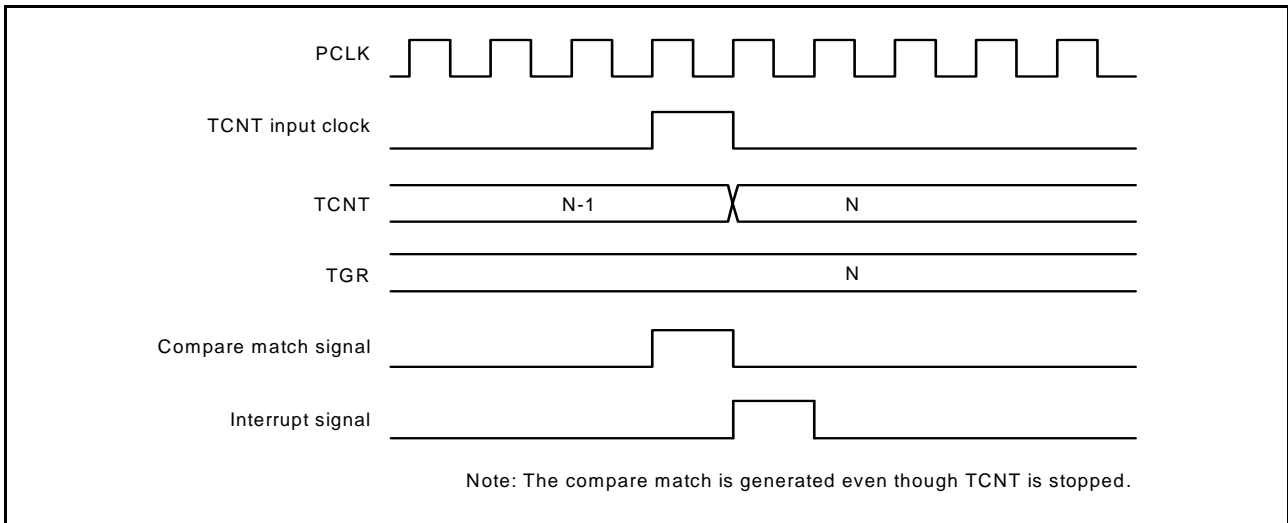 PCLK
TCNT input clock
TCNT
N-1
N
TGR
N
Compare match signal
Interrupt signal
Note: The compare match is generated even though TCNT is stopped.